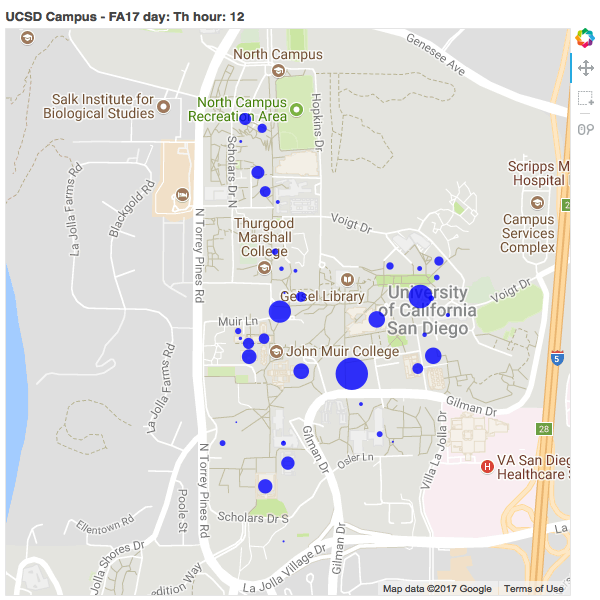 UCSD Campus - FA17 day: Th hour: 12
Genesee Ave
North Campus
Salk Institute for
Biological Studies
North Campus
Recreation Area
Hopkins Dr
Scholars Dr N
La Jolla Farms Rd
Blackgold Rd
N Torrey Pines Rd
Scripps M
Hospital
Campus
Services
Complex
2
Voigt Dr
Thurgood
Marshall
College
Geisel Library
University
of California
San Diego
Voigt Dr
Muir Ln
John Muir College
La Jolla Farms Rd
5
Gilman Dr
28
Gilman Dr
Osler Ln
Villa La Jolla Dr
VA San Dieg
Healthcare S
H
N Torrey Pines Rd
Poole St
Ellentown Rd
Scholars Dr S
La Jolla Shores Dr
Gilman Dr
La
La Jolla Village Dr
edition Way
Map data ©2017 Google
Terms of Use